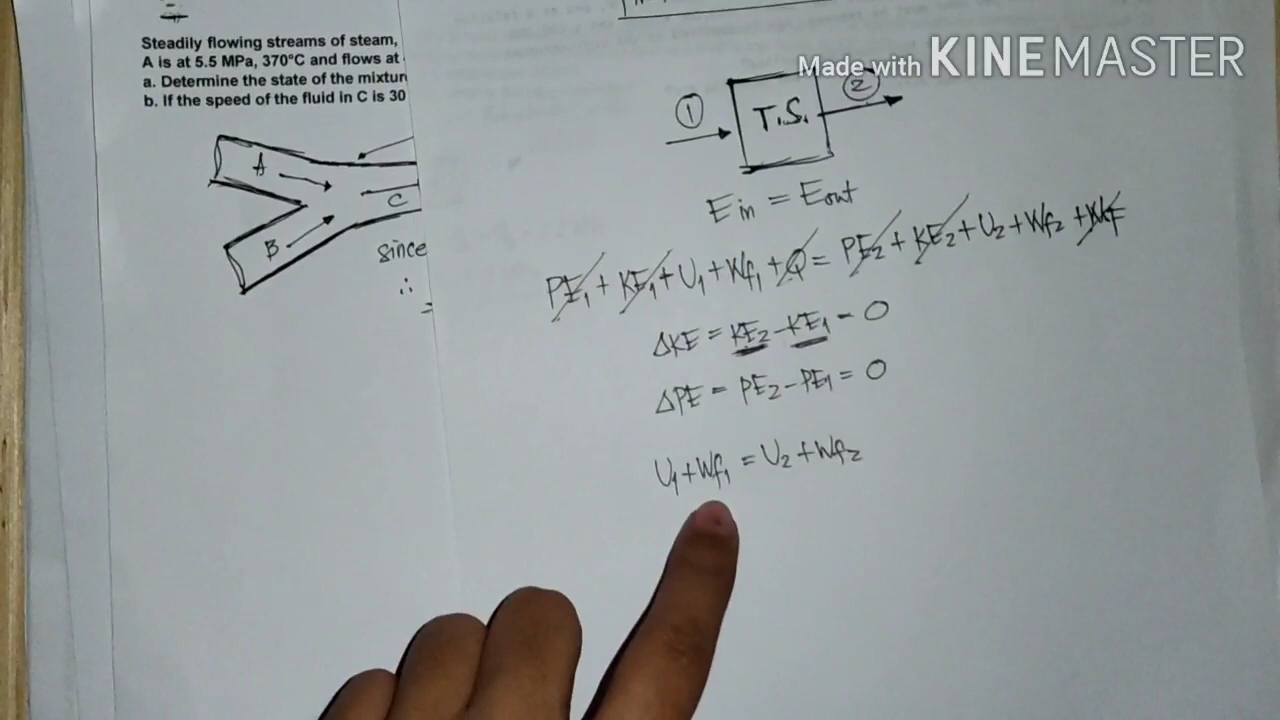 Steadily flowing streams of steam,
A is at 5.5 MPa, 370°C and flows at
a. Determine the state of the mixtur
b. If the speed of the fluid in C is 30
A
C
B
since
∴
=
Made with KINEMASTER
1
T.S.
2
Ein = Eout
PE1 + KE1 + U1 + Wf1 + Q = PE2 + KE2 + U2 + Wf2 +
ΔKE = KE2 - KE1 = 0
ΔPE = PE2 - PE1 = 0
U1 + Wf1 = U2 + Wf2